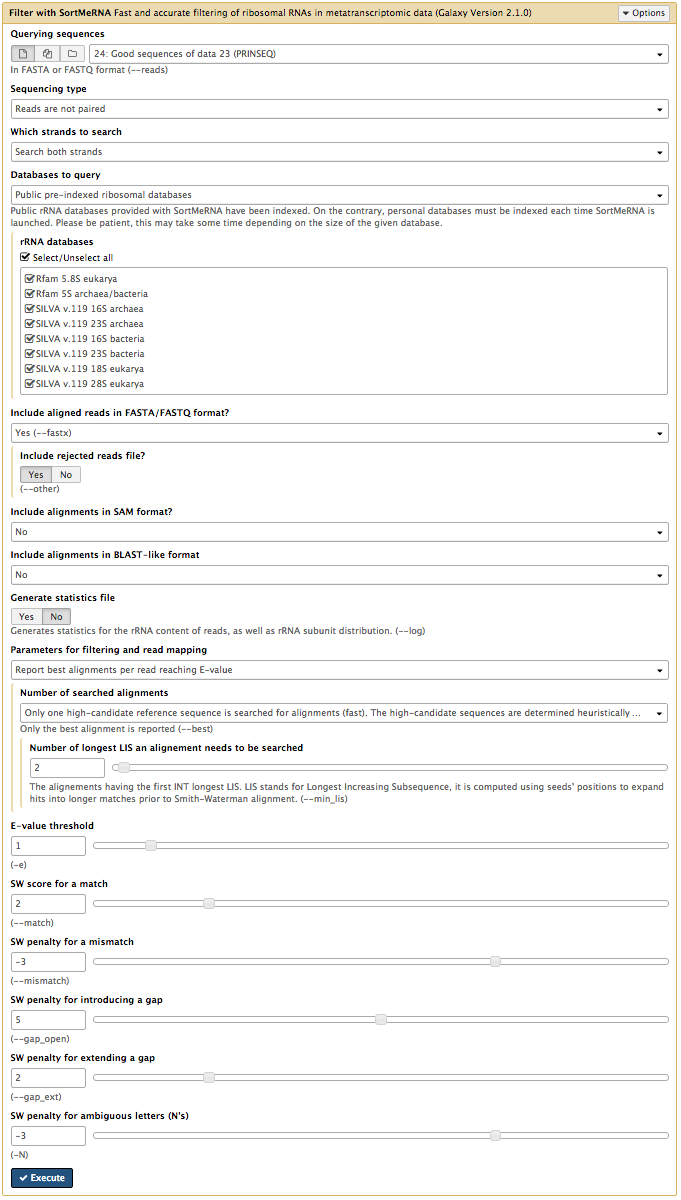 Filter with SortMeRNA Fast and accurate filtering of ribosomal RNAs in metatranscriptomic data (Galaxy Version 2.1.0) Options
Querying sequences
24: Good sequences of data 23 (PRINSEQ)
In FASTA or FASTQ format (--reads)
Sequencing type
Reads are not paired
Which strands to search
Search both strands
Databases to query
Public pre-indexed ribosomal databases
Public rRNA databases provided with SortMeRNA have been indexed. On the contrary, personal databases must be indexed each time SortMeRNA is
launched. Please be patient, this may take some time depending on the size of the given database.
rRNA databases
Select/Unselect all
Rfam 5.8S eukarya
Rfam 5S archaea/bacteria
SILVA v.119 16S archaea
SILVA v.119 23S archaea
SILVA v.119 16S bacteria
SILVA v.119 23S bacteria
SILVA v.119 18S eukarya
SILVA v.119 28S eukarya
Include aligned reads in FASTA/FASTQ format?
Yes (--fastx)
Include rejected reads file?
Yes No
(--other)
Include alignments in SAM format?
No
Include alignments in BLAST-like format
No
Generate statistics file
Yes No
Generates statistics for the rRNA content of reads, as well as rRNA subunit distribution. (--log)
Parameters for filtering and read mapping
Report best alignments per read reaching E-value
Number of searched alignments
Only one high-candidate reference sequence is searched for alignments (fast). The high-candidate sequences are determined heuristically ...
Only the best alignment is reported (--best)
Number of longest LIS an alignement needs to be searched
2
The alignements having the first INT longest LIS. LIS stands for Longest Increasing Subsequence, it is computed using seeds' positions to expand
hits into longer matches prior to Smith-Waterman alignment. (--min_lis)
E-value threshold
1
(-e)
SW score for a match
2
(--match)
SW penalty for a mismatch
-3
(--mismatch)
SW penalty for introducing a gap
5
(--gap_open)
SW penalty for extending a gap
2
(--gap_ext)
SW penalty for ambiguous letters (N's)
-3
(-N)
Execute